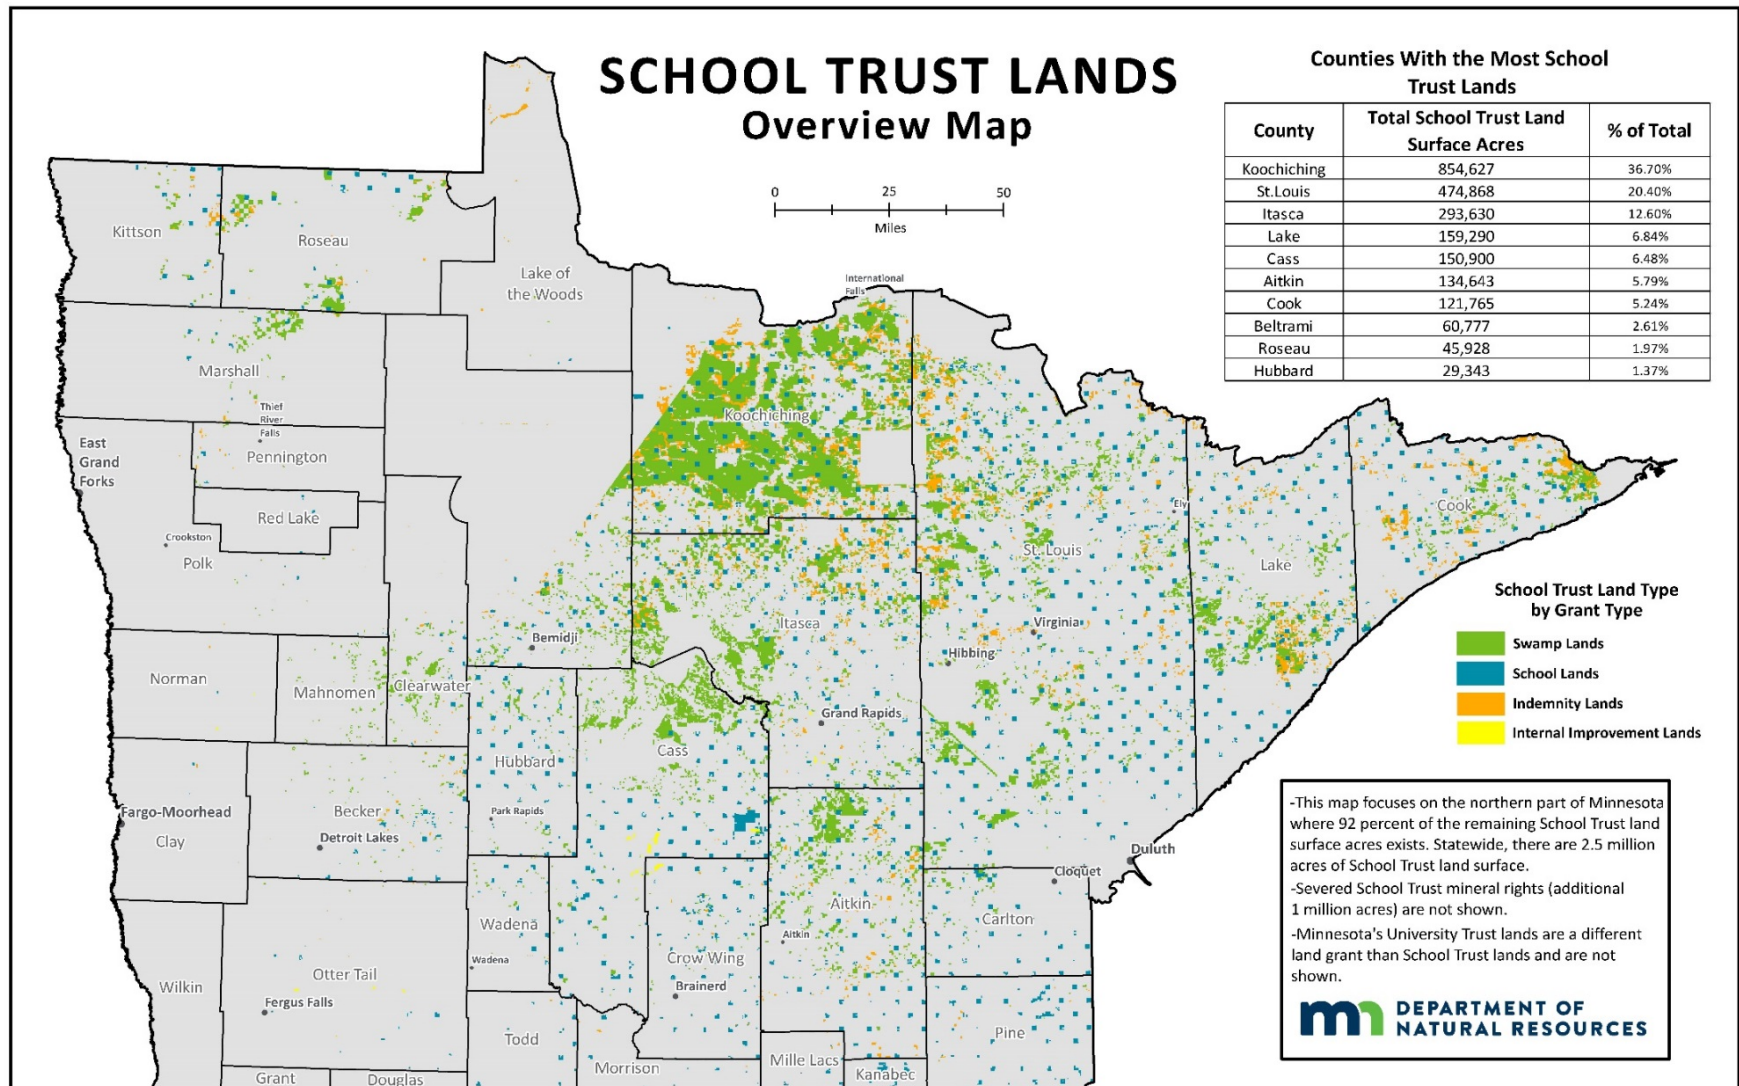 SCHOOL TRUST LANDS
Overview Map
0 25 50
Miles
Counties With the Most School
Trust Lands
County Total School Trust Land Surface Acres % of Total
Koochiching 854,627 36.70%
St.Louis 474,868 20.40%
Itasca 293,630 12.60%
Lake 159,290 6.84%
Cass 150,900 6.48%
Aitkin 134,643 5.79%
Cook 121,765 5.24%
Beltrami 60,777 2.61%
Roseau 45,928 1.97%
Hubbard 29,343 1.37%
Kittson
Roseau
Lake of
the Woods
International
Falls
Marshall
Thief
River
Falls
Pennington
East
Grand
Forks
Red Lake
Crookston
Polk
Koochiching
Ely
Cook
St. Louis
Lake
Itasca
Virginia
Bemidji
Hibbing
Norman
Mahnomen
Clearwater
Grand Rapids
Cass
Hubbard
Park Rapids
Fargo-Moorhead
Clay
Becker
Detroit Lakes
Duluth
Cloquet
Carlton
Aitkin
Aitkin
Wadena
Wadena
Crow Wing
Brainerd
Otter Tail
Fergus Falls
Wilkin
Todd
Morrison
Mille Lacs
Kanabec
Pine
Grant
Douglas
School Trust Land Type
by Grant Type
Swamp Lands
School Lands
Indemnity Lands
Internal Improvement Lands
-This map focuses on the northern part of Minnesota
where 92 percent of the remaining School Trust land
surface acres exists. Statewide, there are 2.5 million
acres of School Trust land surface.
-Severed School Trust mineral rights (additional
1 million acres) are not shown.
-Minnesota's University Trust lands are a different
land grant than School Trust lands and are not
shown.
mn DEPARTMENT OF
NATURAL RESOURCES